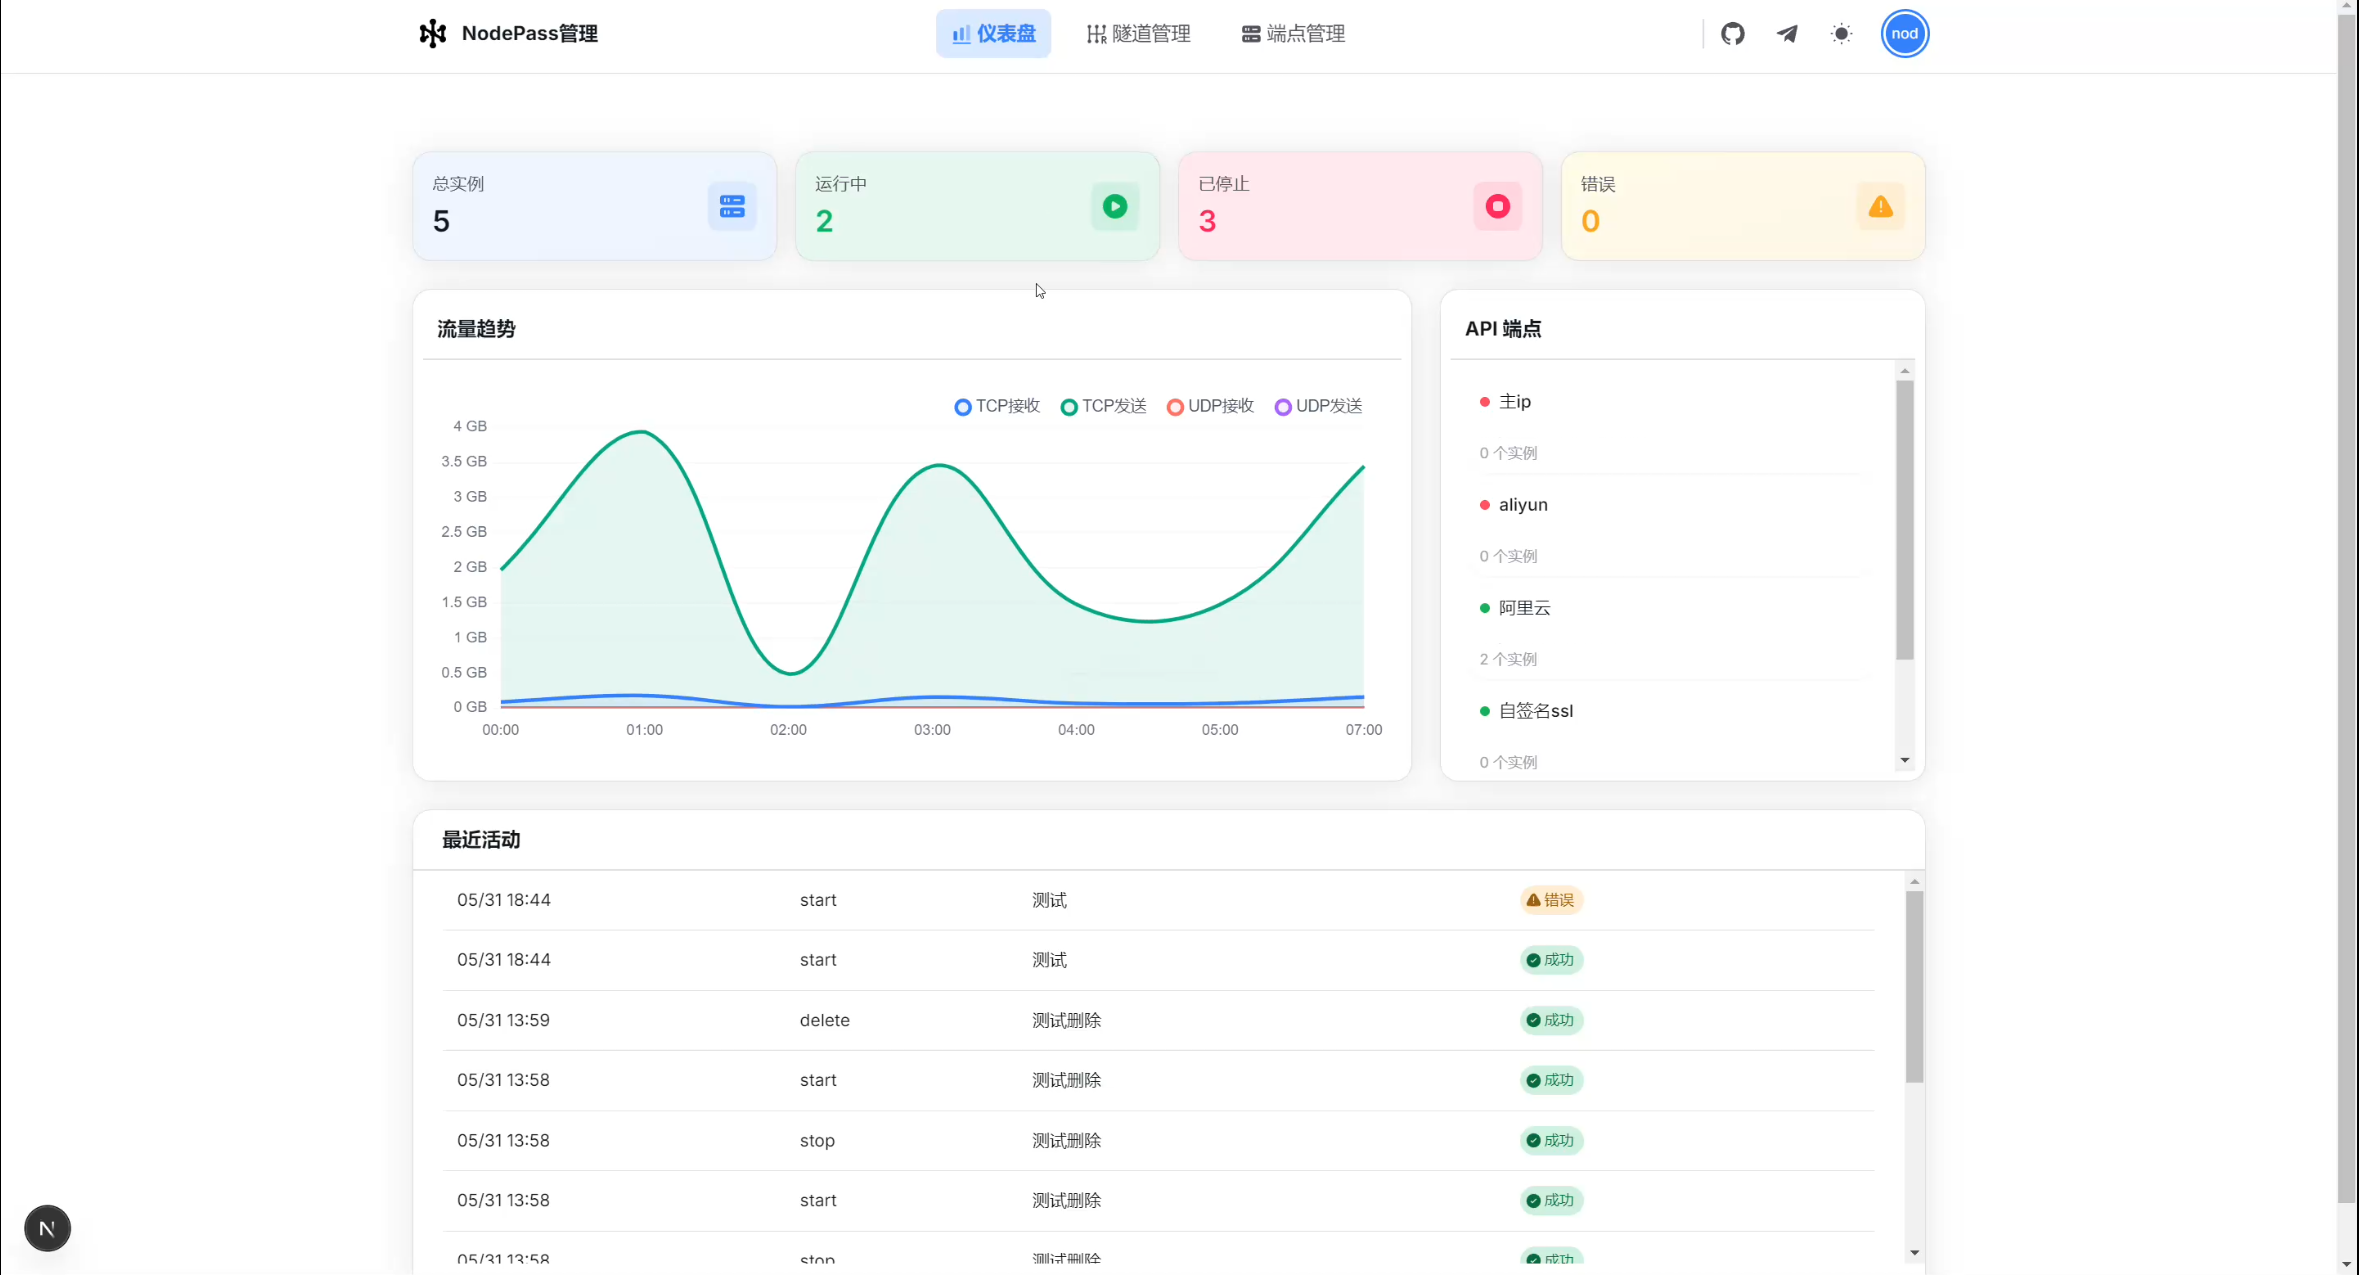 NodePass管理
仪表盘
隧道管理
端点管理
nod
总实例
5
运行中
2
已停止
3
错误
0
流量趋势
TCP接收 TCP发送 UDP接收 UDP发送
4 GB
3.5 GB
3 GB
2.5 GB
2 GB
1.5 GB
1 GB
0.5 GB
0 GB
00:00 01:00 02:00 03:00 04:00 05:00 07:00
API 端点
主ip
0 个实例
aliyun
0 个实例
阿里云
2 个实例
自签名ssl
0 个实例
最近活动
05/31 18:44 start 测试 错误
05/31 18:44 start 测试 成功
05/31 13:59 delete 测试删除 成功
05/31 13:58 start 测试删除 成功
05/31 13:58 stop 测试删除 成功
05/31 13:58 start 测试删除 成功
05/31 13:58 stop 测试删除 成功
N